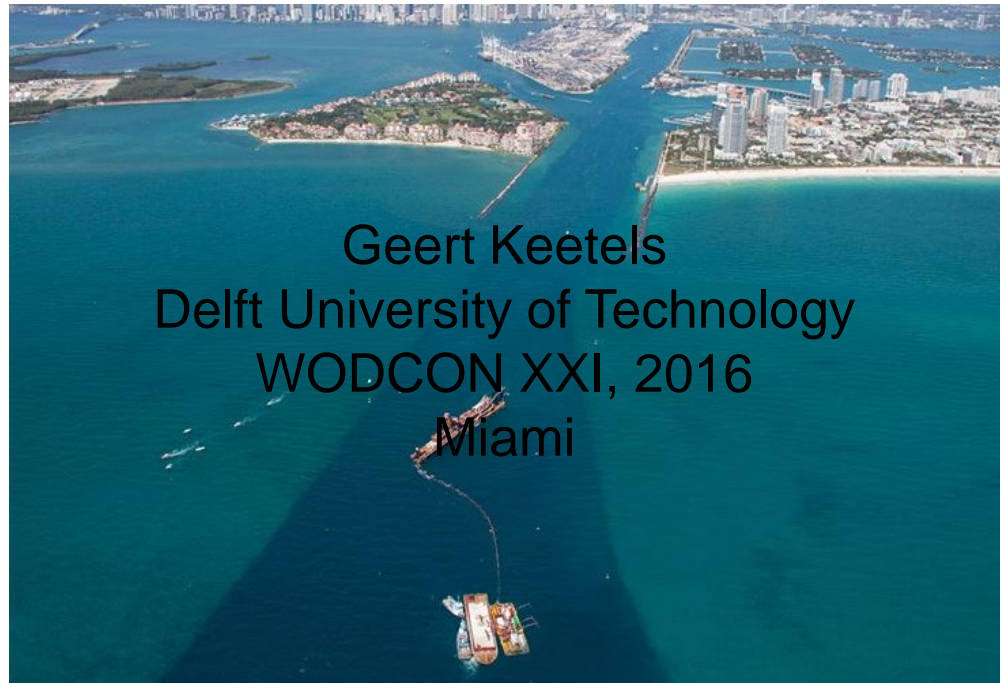 Geert Keetels
Delft University of Technology
WODCON XXI, 2016
Miami